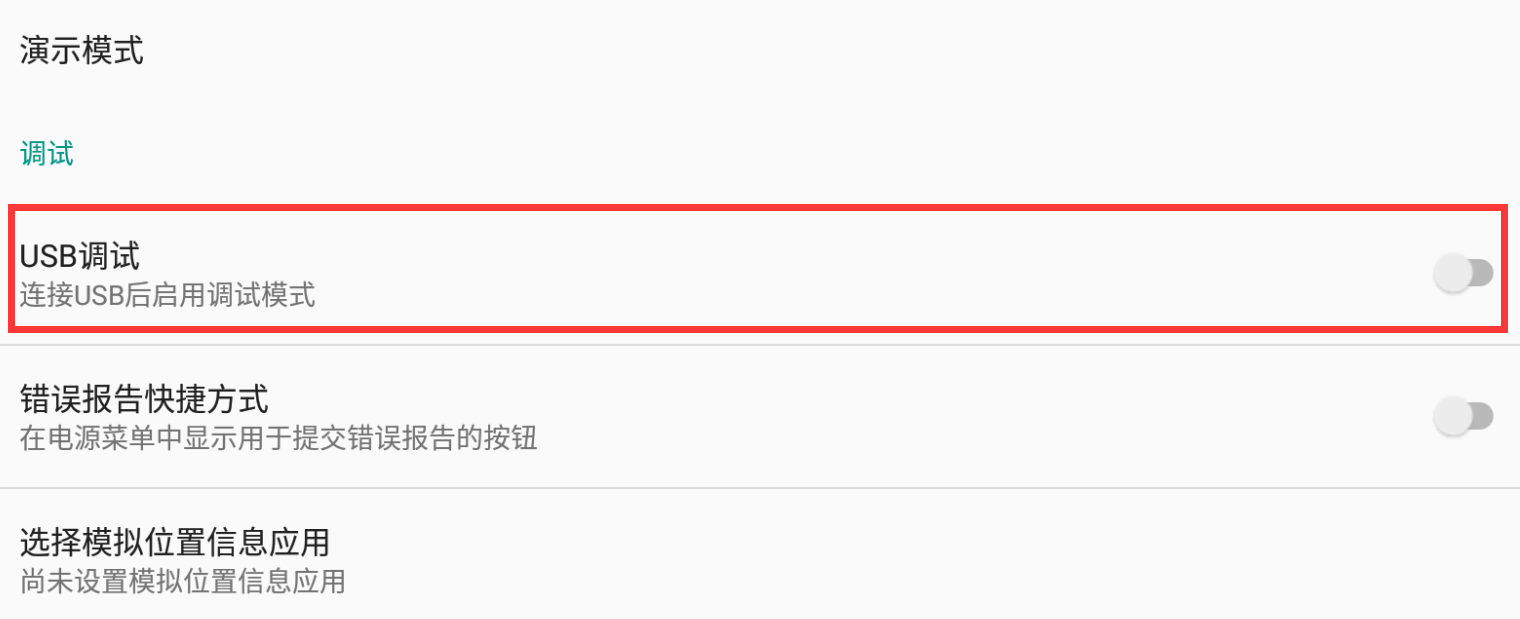 演示模式
调试
USB调试
连接USB后启用调试模式
错误报告快捷方式
在电源菜单中显示用于提交错误报告的按钮
选择模拟位置信息应用
尚未设置模拟位置信息应用